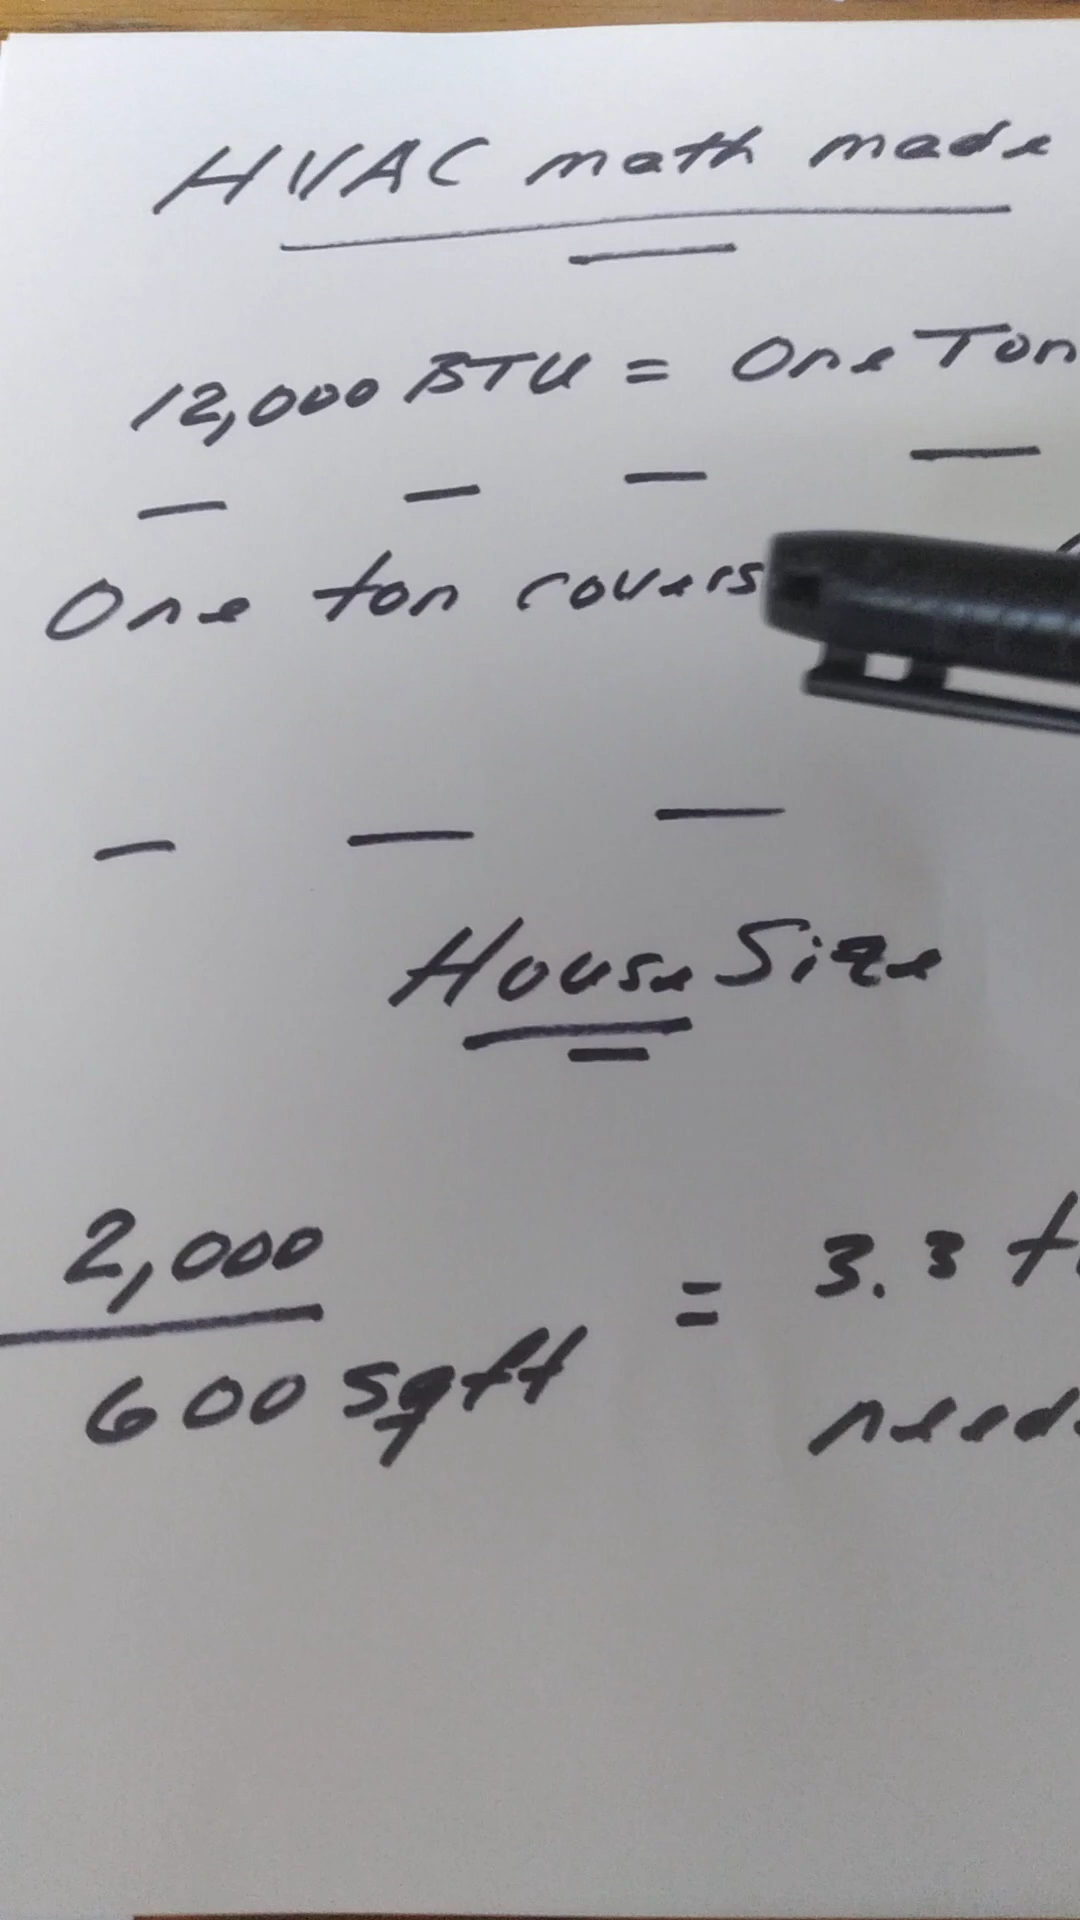 HVAC math made
12,000 BTU = One Ton
One ton covers
House Size
2,000
600 sqft
= 3.3
need